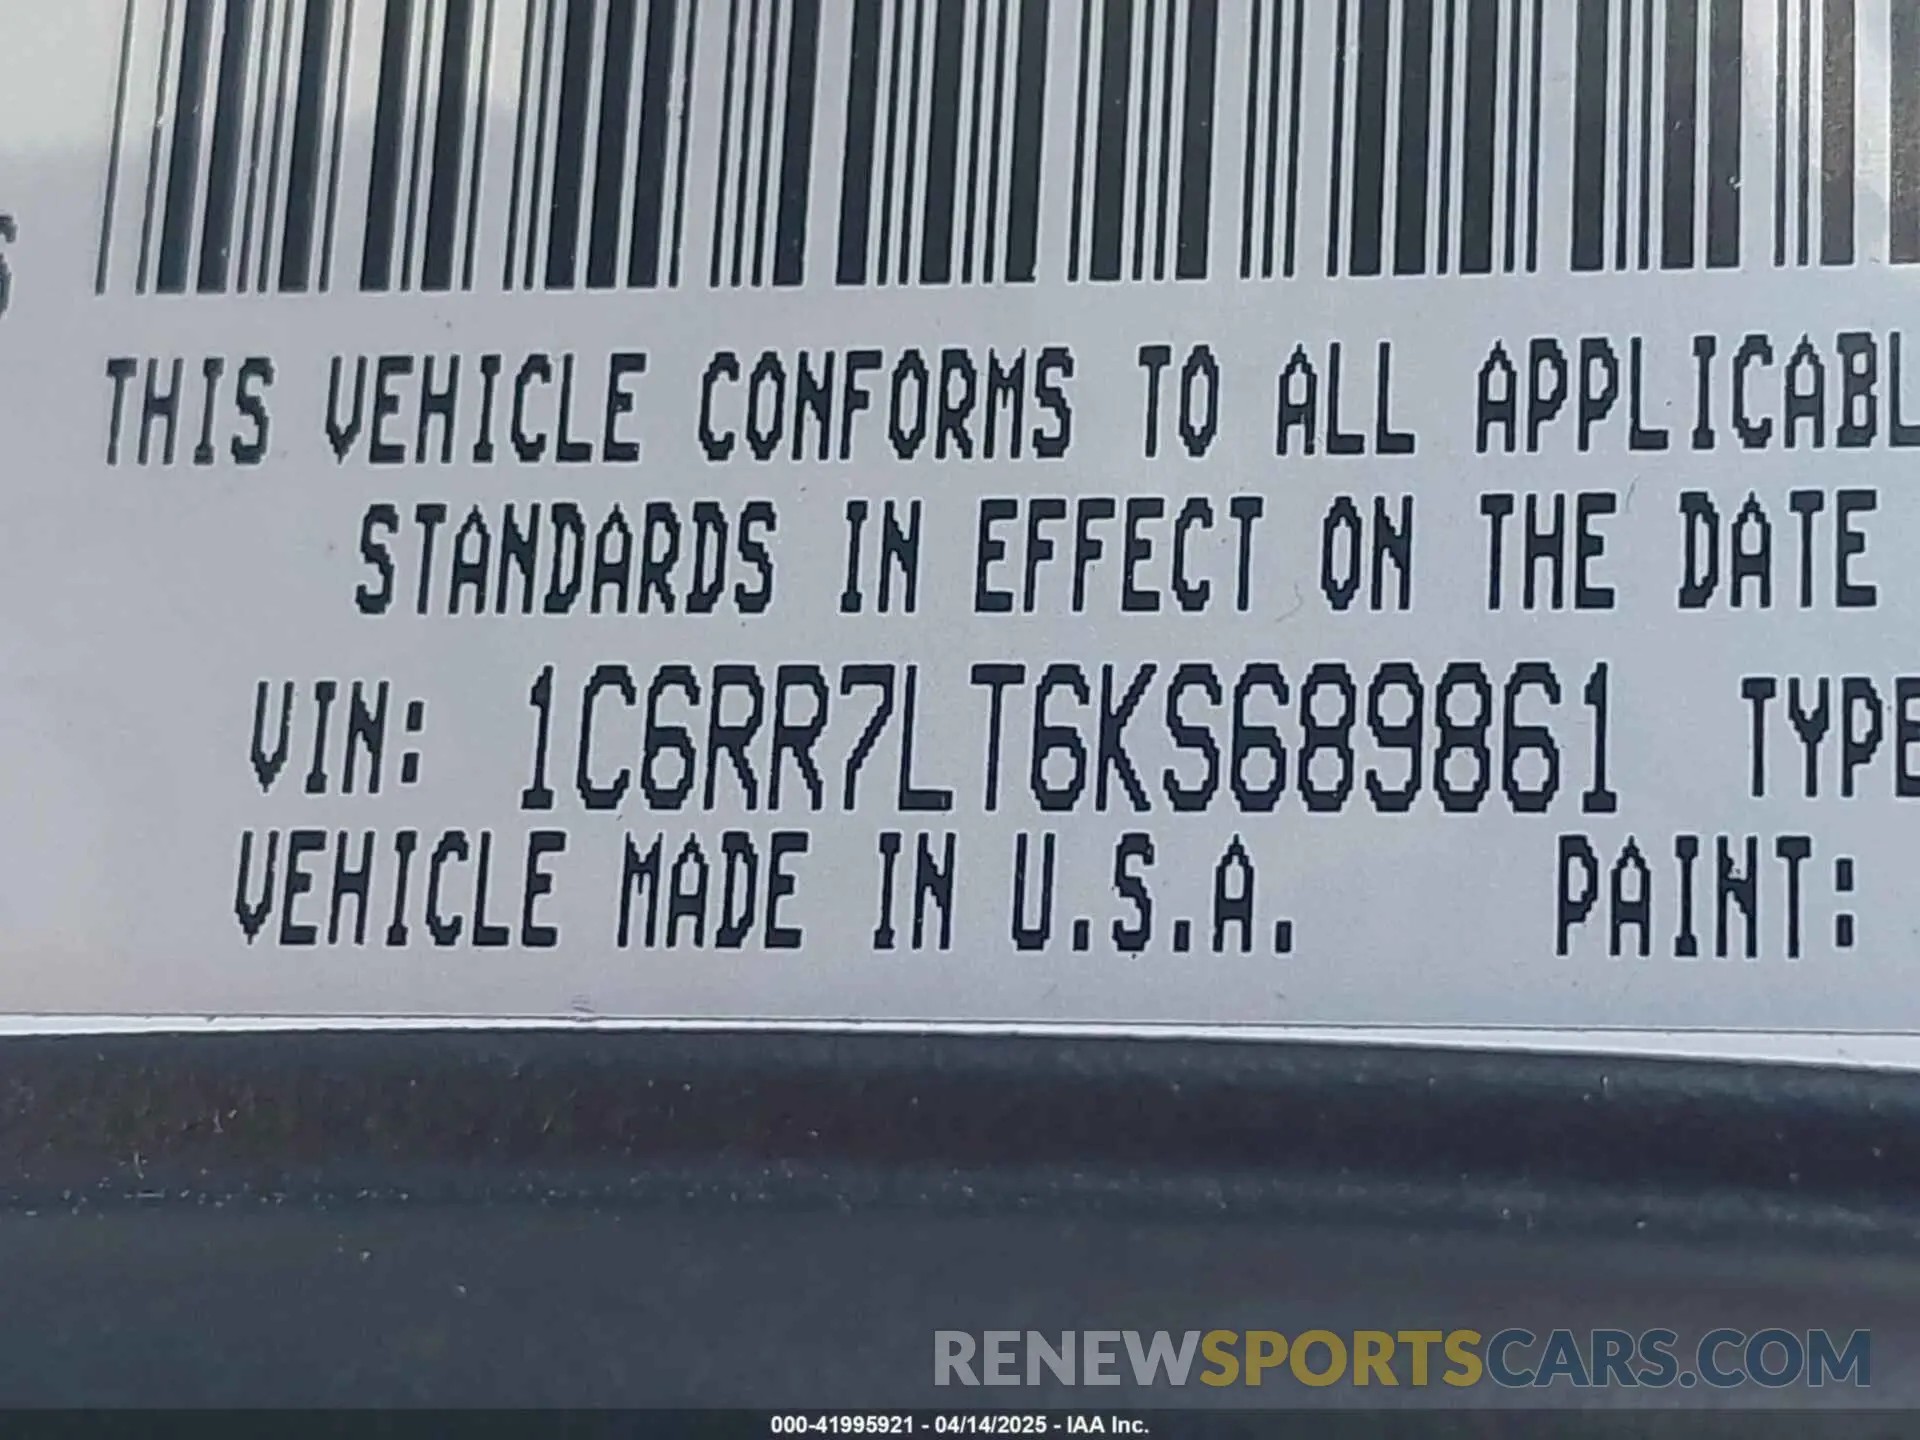 THIS VEHICLE CONFORMS TO ALL APPLICABL
STANDARDS IN EFFECT ON THE DATE
VIN: 1C6RR7LT6KS689861 TYPE
VEHICLE MADE IN U.S.A. PAINT:
RENEWSPORTSCARS.COM
000-41995921 - 04/14/2025 - IAA Inc.